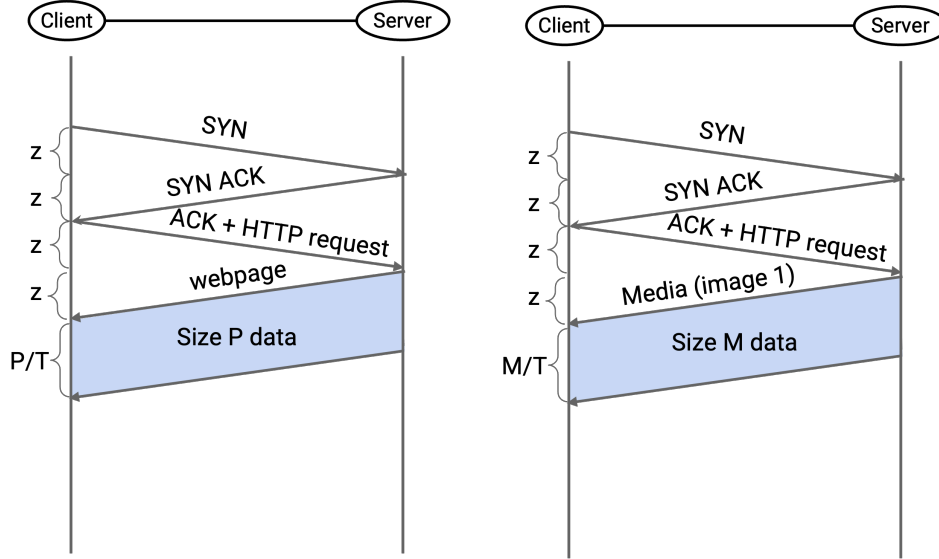 Client
Server
SYN
z
SYN ACK
z
ACK + HTTP request
z
webpage
z
Size P data
P/T
Client
Server
SYN
z
SYN ACK
z
ACK + HTTP request
z
Media (image 1)
z
Size M data
M/T